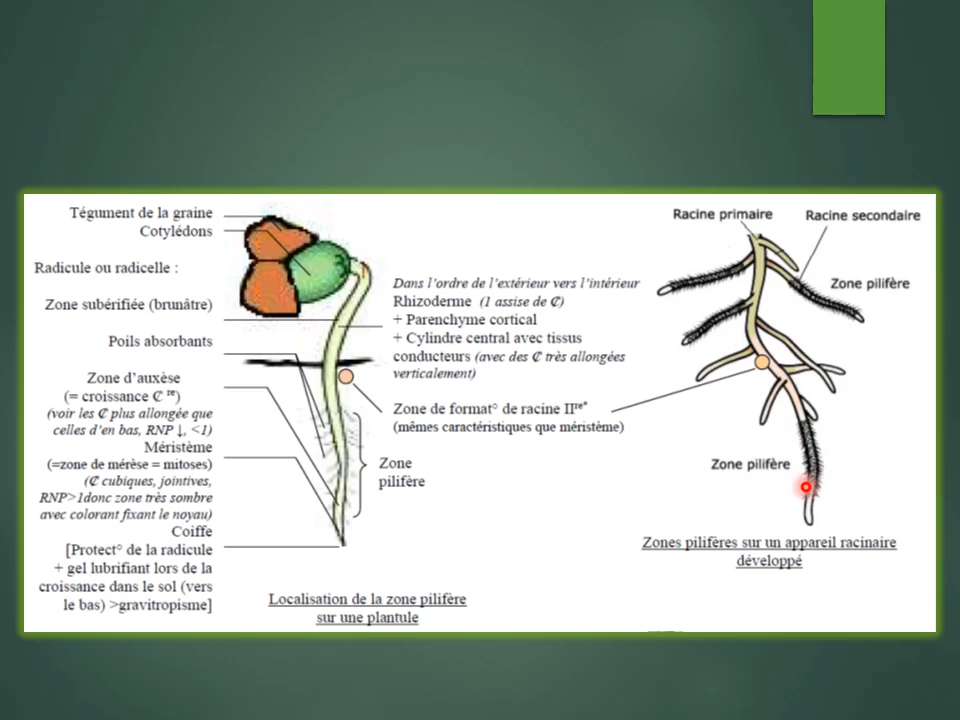 Tégument de la graine
Cotylédons
Radicule ou radicelle :
Zone subérifiée (brunâtre)
Poils absorbants
Zone d'auxèse
(= croissance ₵ ʳᵉ)
(voir les ₵ plus allongée que
celles d'en bas, RNP ↓, <1)
Méristème
(=zone de mérèse = mitoses)
(₵ cubiques, jointives,
RNP>1donc zone très sombre
avec colorant fixant le noyau)
Coiffe
[Protect° de la radicule
+ gel lubrifiant lors de la
croissance dans le sol (vers
le bas) >gravitropisme]
Dans l'ordre de l'extérieur vers l'intérieur
Rhizoderme (1 assise de ₵)
+ Parenchyme cortical
+ Cylindre central avec tissus
conducteurs (avec des ₵ très allongées
verticalement)
Zone de format° de racine IIʳᵉ*
(mêmes caractéristiques que méristème)
Zone
pilifère
Localisation de la zone pilifère
sur une plantule
Racine primaire
Racine secondaire
Zone pilifère
Zone pilifère
Zones pilifères sur un appareil racinaire
développé